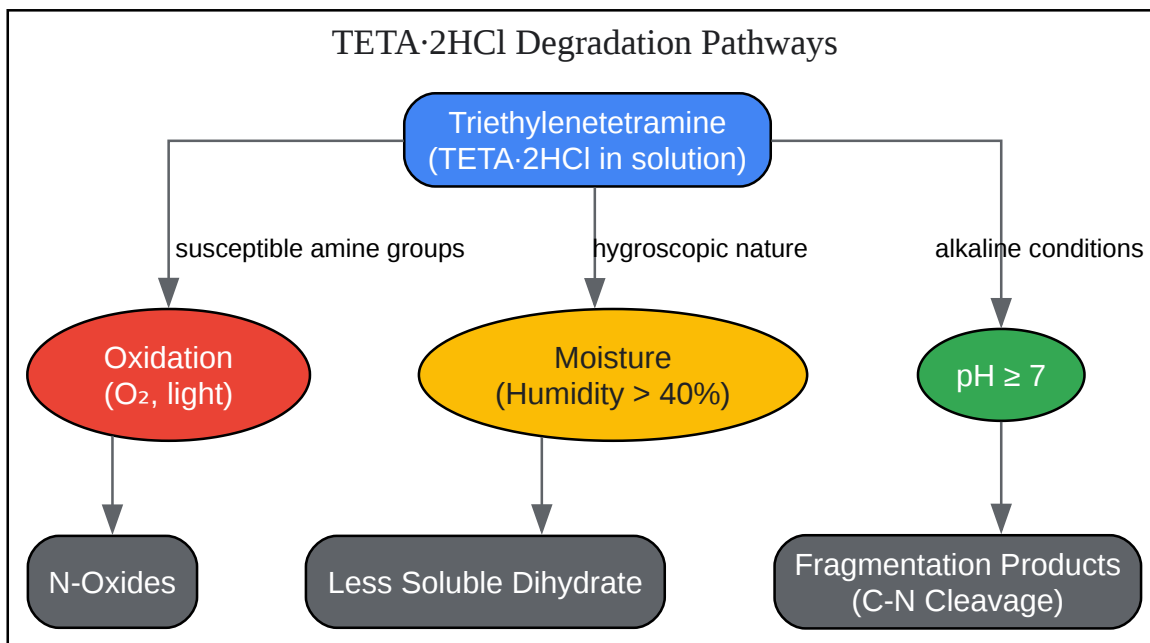 TETA·2HCl Degradation Pathways
Triethylenetetramine
(TETA·2HCl in solution)
susceptible amine groups
hygroscopic nature
alkaline conditions
Oxidation
(O₂, light)
Moisture
(Humidity > 40%)
pH ≥ 7
N-Oxides
Less Soluble Dihydrate
Fragmentation Products
(C-N Cleavage)